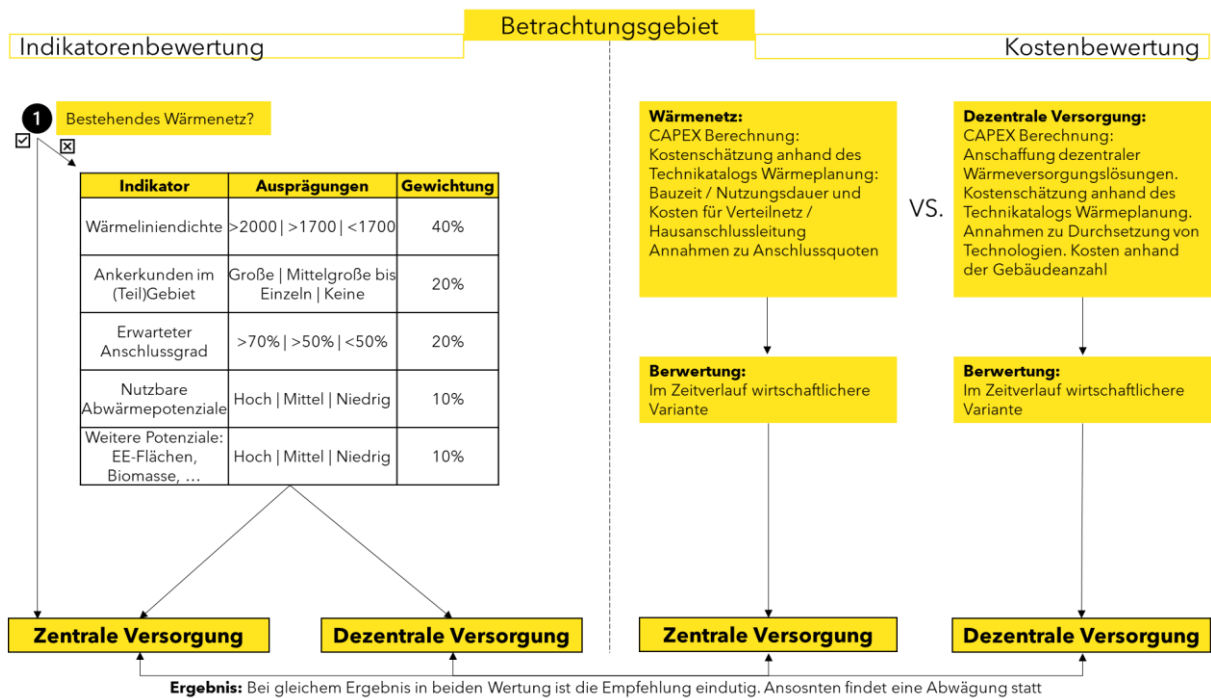 Betrachtungsgebiet
Indikatorenbewertung
Kostenbewertung
1
Bestehendes Wärmenetz?
Indikator
Ausprägungen
Gewichtung
Wärmeliniendichte
>2000 | >1700 | <1700
40%
Ankerkunden im
(Teil)Gebiet
Große | Mittelgroße bis
Einzeln | Keine
20%
Erwarteter
Anschlussgrad
>70% | >50% | <50%
20%
Nutzbare
Abwärmepotenziale
Hoch | Mittel | Niedrig
10%
Weitere Potenziale:
EE-Flächen,
Biomasse, …
Hoch | Mittel | Niedrig
10%
Wärmenetz:
CAPEX Berechnung:
Kostenschätzung anhand des
Technikatalogs Wärmeplanung:
Bauzeit / Nutzungsdauer und
Kosten für Verteilnetz /
Hausanschlussleitung
Annahmen zu Anschlussquoten
VS.
Dezentrale Versorgung:
CAPEX Berechnung:
Anschaffung dezentraler
Wärmeversorgungslösungen.
Kostenschätzung anhand des
Technikatalogs Wärmeplanung.
Annahmen zu Durchsetzung von
Technologien. Kosten anhand
der Gebäudeanzahl
Berwertung:
Im Zeitverlauf wirtschaftlichere
Variante
Berwertung:
Im Zeitverlauf wirtschaftlichere
Variante
Zentrale Versorgung
Dezentrale Versorgung
Zentrale Versorgung
Dezentrale Versorgung
Ergebnis: Bei gleichem Ergebnis in beiden Wertung ist die Empfehlung eindutig. Ansosnten findet eine Abwägung statt